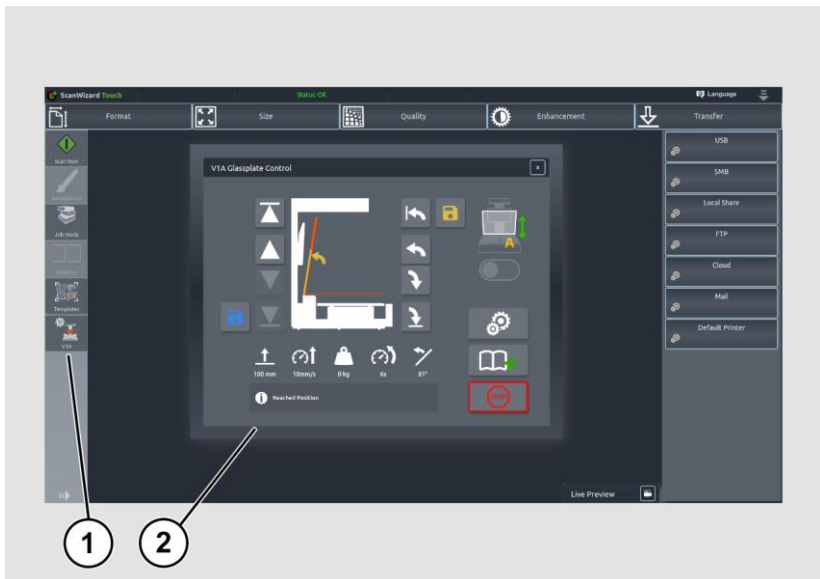 ScanWizard Touch
Status: OK
Language
Format
Size
Quality
Enhancement
Transfer
Scan Now
Job mode
Templates
V1A
V1A Glassplate Control
x
A
100 mm
10mm/s
0 kg
6s
81°
Reached Position
STOP
USB
SMB
Local Share
FTP
Cloud
Mail
Default Printer
Live Preview
1
2